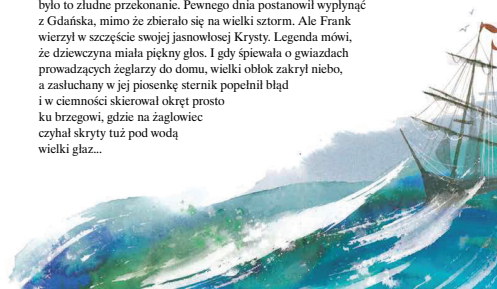 było to złudne przekonanie. Pewnego dnia postanowił wypłynąć
z Gdańska, mimo że zbierało się na wielki sztorm. Ale Frank
wierzył w szczęście swojej jasnowłosej Krysty. Legenda mówi,
że dziewczyna miała piękny głos. I gdy śpiewała o gwiazdach
prowadzących żeglarzy do domu, wielki obłok zakrył niebo,
a zasłuchany w jej piosenkę sternik popełnił błąd
i w ciemności skierował okręt prosto
ku brzegowi, gdzie na żaglowiec
czyhał skryty tuż pod wodą
wielki głaz...